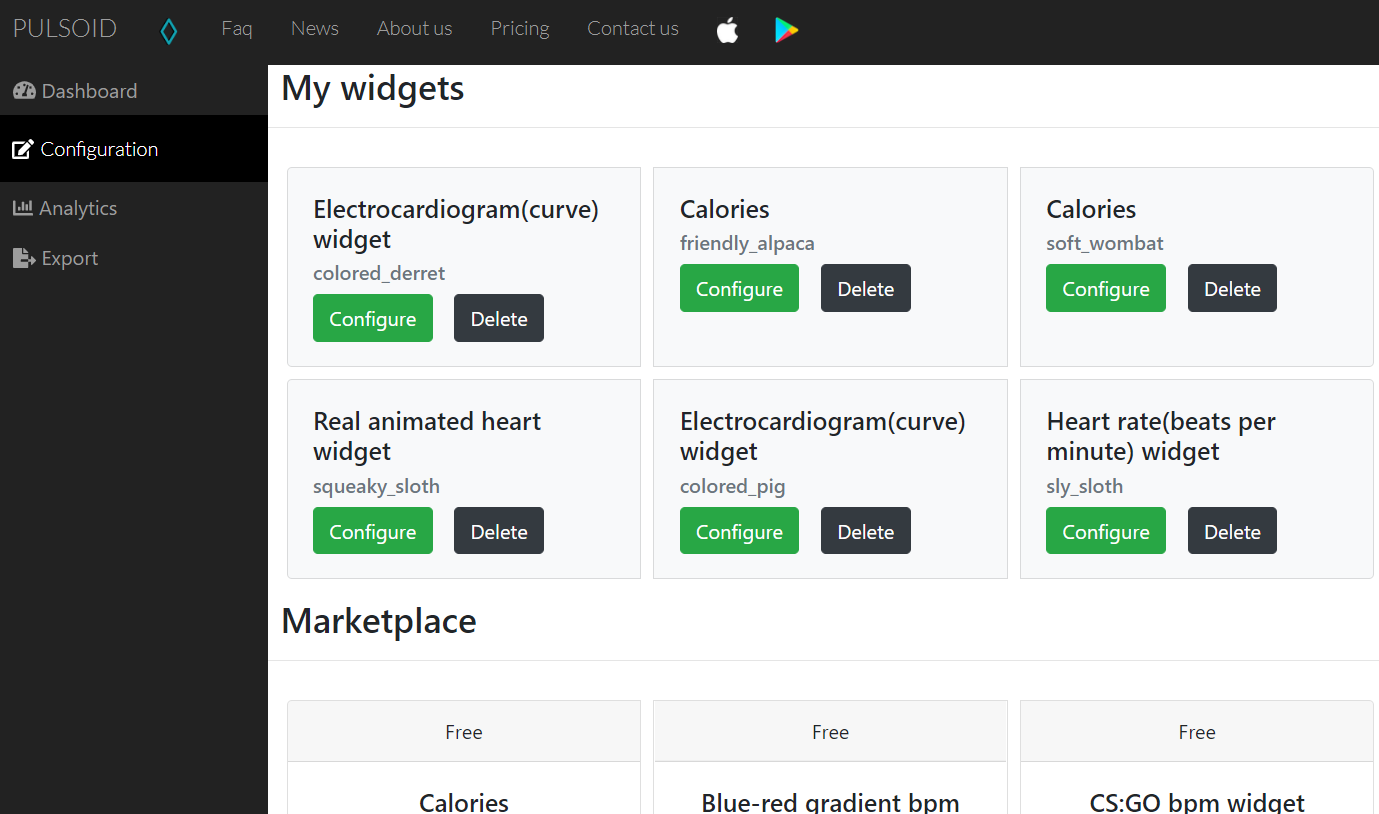 PULSOID Faq News About us Pricing Contact us
Dashboard
Configuration
Analytics
Export
My widgets
Electrocardiogram(curve)
widget
colored_derret
Configure Delete
Calories
friendly_alpaca
Configure Delete
Calories
soft_wombat
Configure Delete
Real animated heart
widget
squeaky_sloth
Configure Delete
Electrocardiogram(curve)
widget
colored_pig
Configure Delete
Heart rate(beats per
minute) widget
sly_sloth
Configure Delete
Marketplace
Free
Calories
Free
Blue-red gradient bpm
Free
CS:GO bpm widget